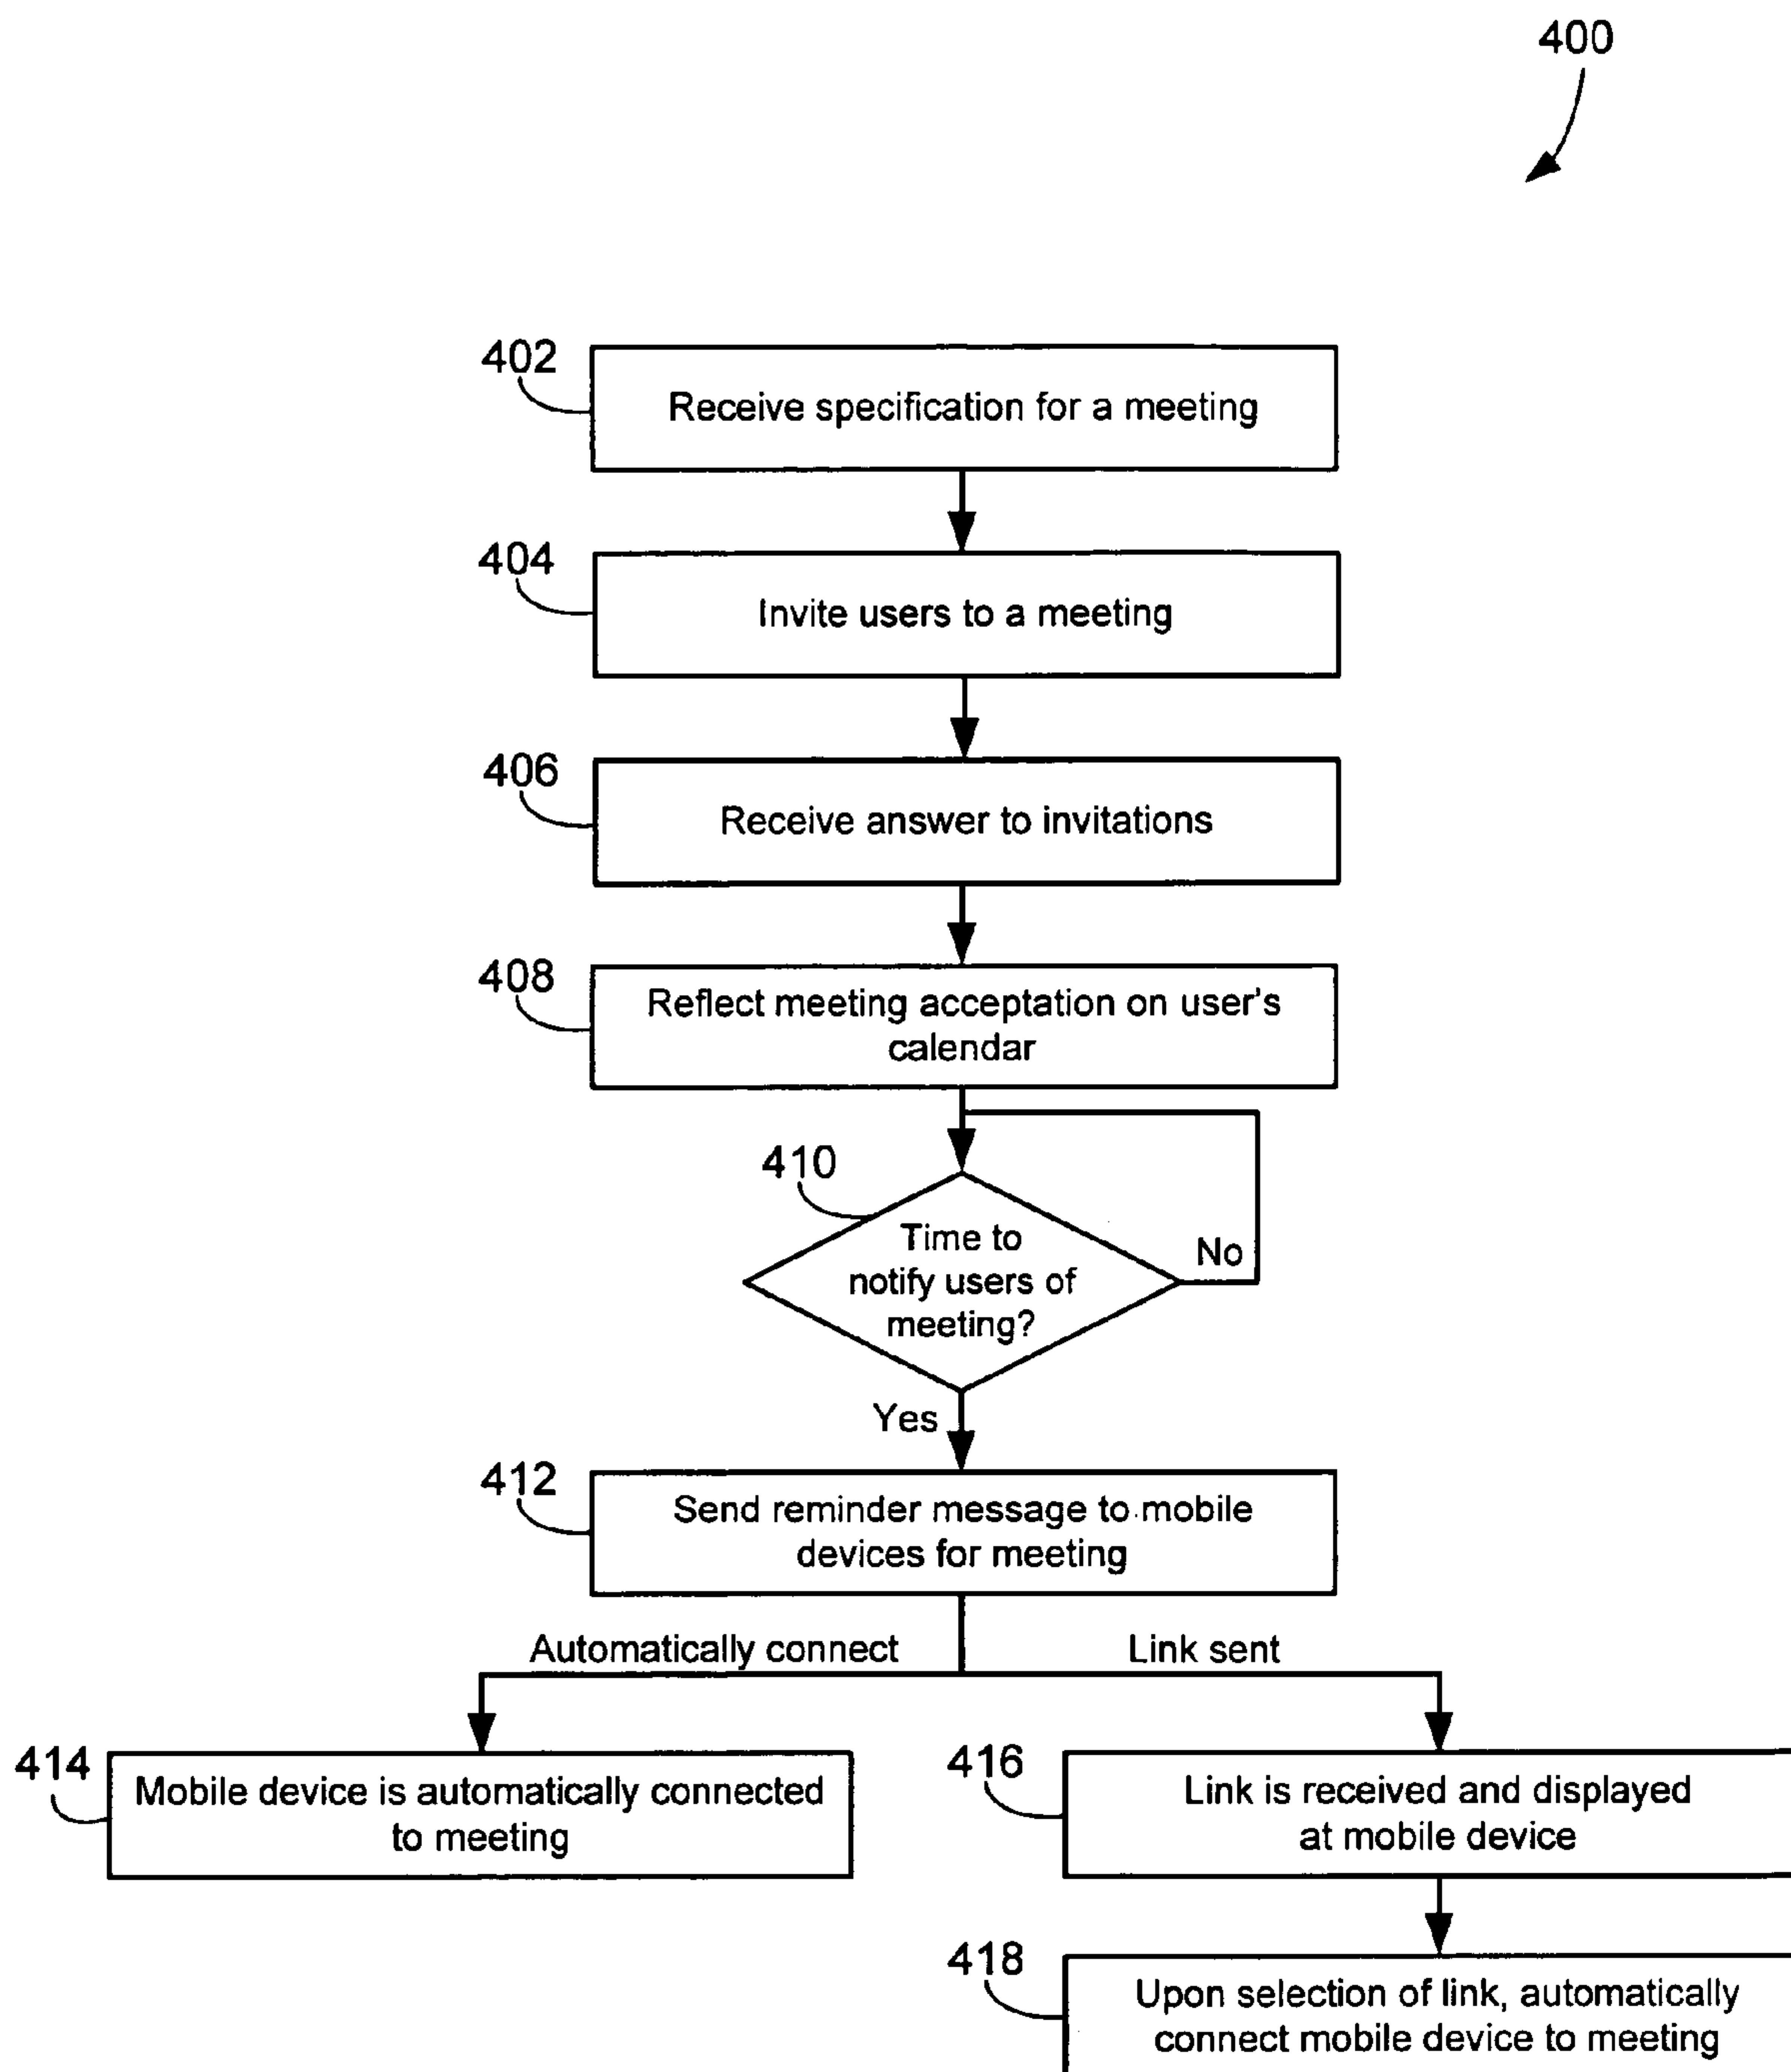 400
402
Receive specification for a meeting
404
Invite users to a meeting
406
Receive answer to invitations
408
Reflect meeting acceptation on user's
calendar
410
Time to
notify users of
meeting?
No
Yes
412
Send reminder message to mobile
devices for meeting
Automatically connect
Link sent
414
Mobile device is automatically connected
to meeting
416
Link is received and displayed
at mobile device
418
Upon selection of link, automatically
connect mobile device to meeting